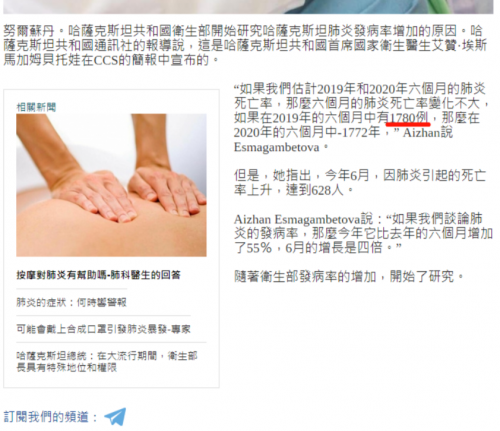 努爾蘇丹。哈薩克斯坦共和國衛生部開始研究哈薩克斯坦肺炎發病率增加的原因。哈
薩克斯坦共和國通訊社的報導說，這是哈薩克斯坦共和國首席國家衛生醫生艾贊·埃斯
馬加姆貝托娃在CCS的簡報中宣布的。
相關新聞
按摩對肺炎有幫助嗎-肺科醫生的回答
肺炎的症狀：何時響警報
可能會戴上合成口罩引發肺炎暴發-專家
哈薩克斯坦總統：在大流行期間，衛生部
長具有特殊地位和權限
“如果我們估計2019年和2020年六個月的肺炎
死亡率，那麼六個月的肺炎死亡率變化不大，
如果在2019年的六個月中有1780例，那麼在
2020年的六個月中-1772年，” Aizhan說
Esmagambetova。
但是，她指出，今年6月，因肺炎引起的死亡
率上升，達到628人。
Aizhan Esmagambetova說：“如果我們談論肺
炎的發病率，那麼今年它比去年的六個月增加
了55％，6月的增長是四倍。”
隨著衛生部發病率的增加，開始了研究。
訂閱我們的頻道：